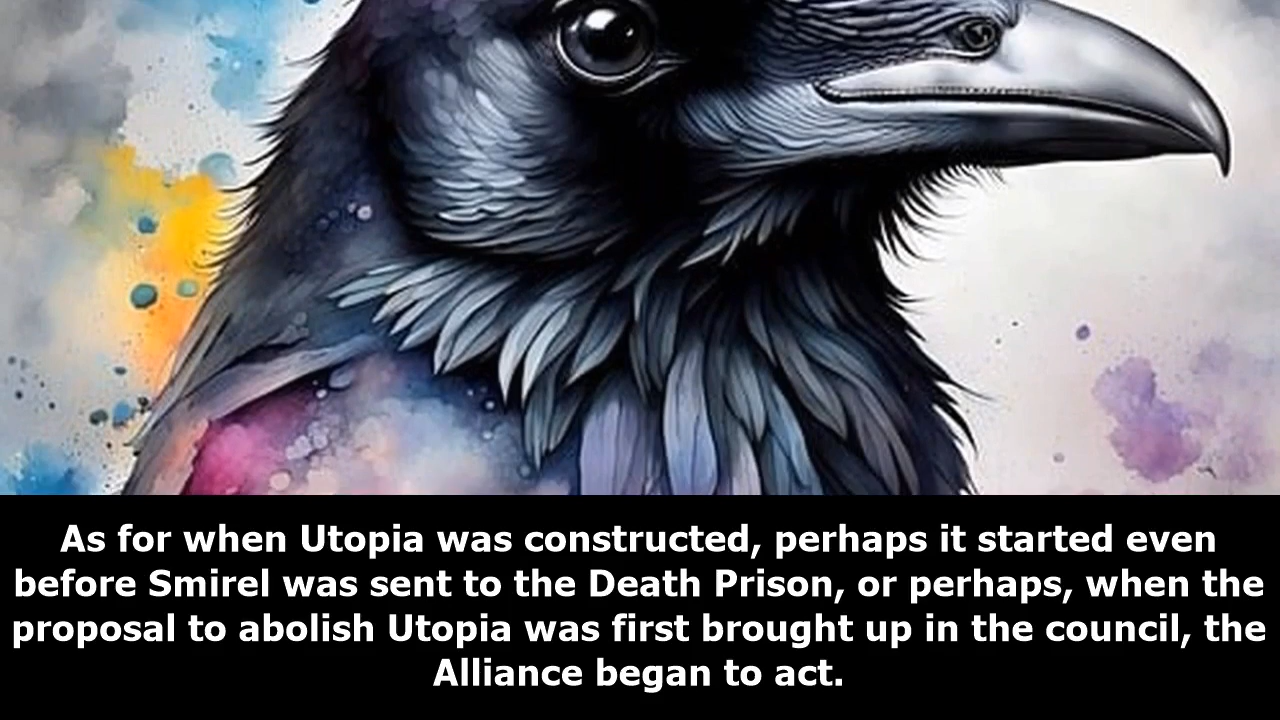 As for when Utopia was constructed, perhaps it started even
before Smirel was sent to the Death Prison, or perhaps, when the
proposal to abolish Utopia was first brought up in the council, the
Alliance began to act.